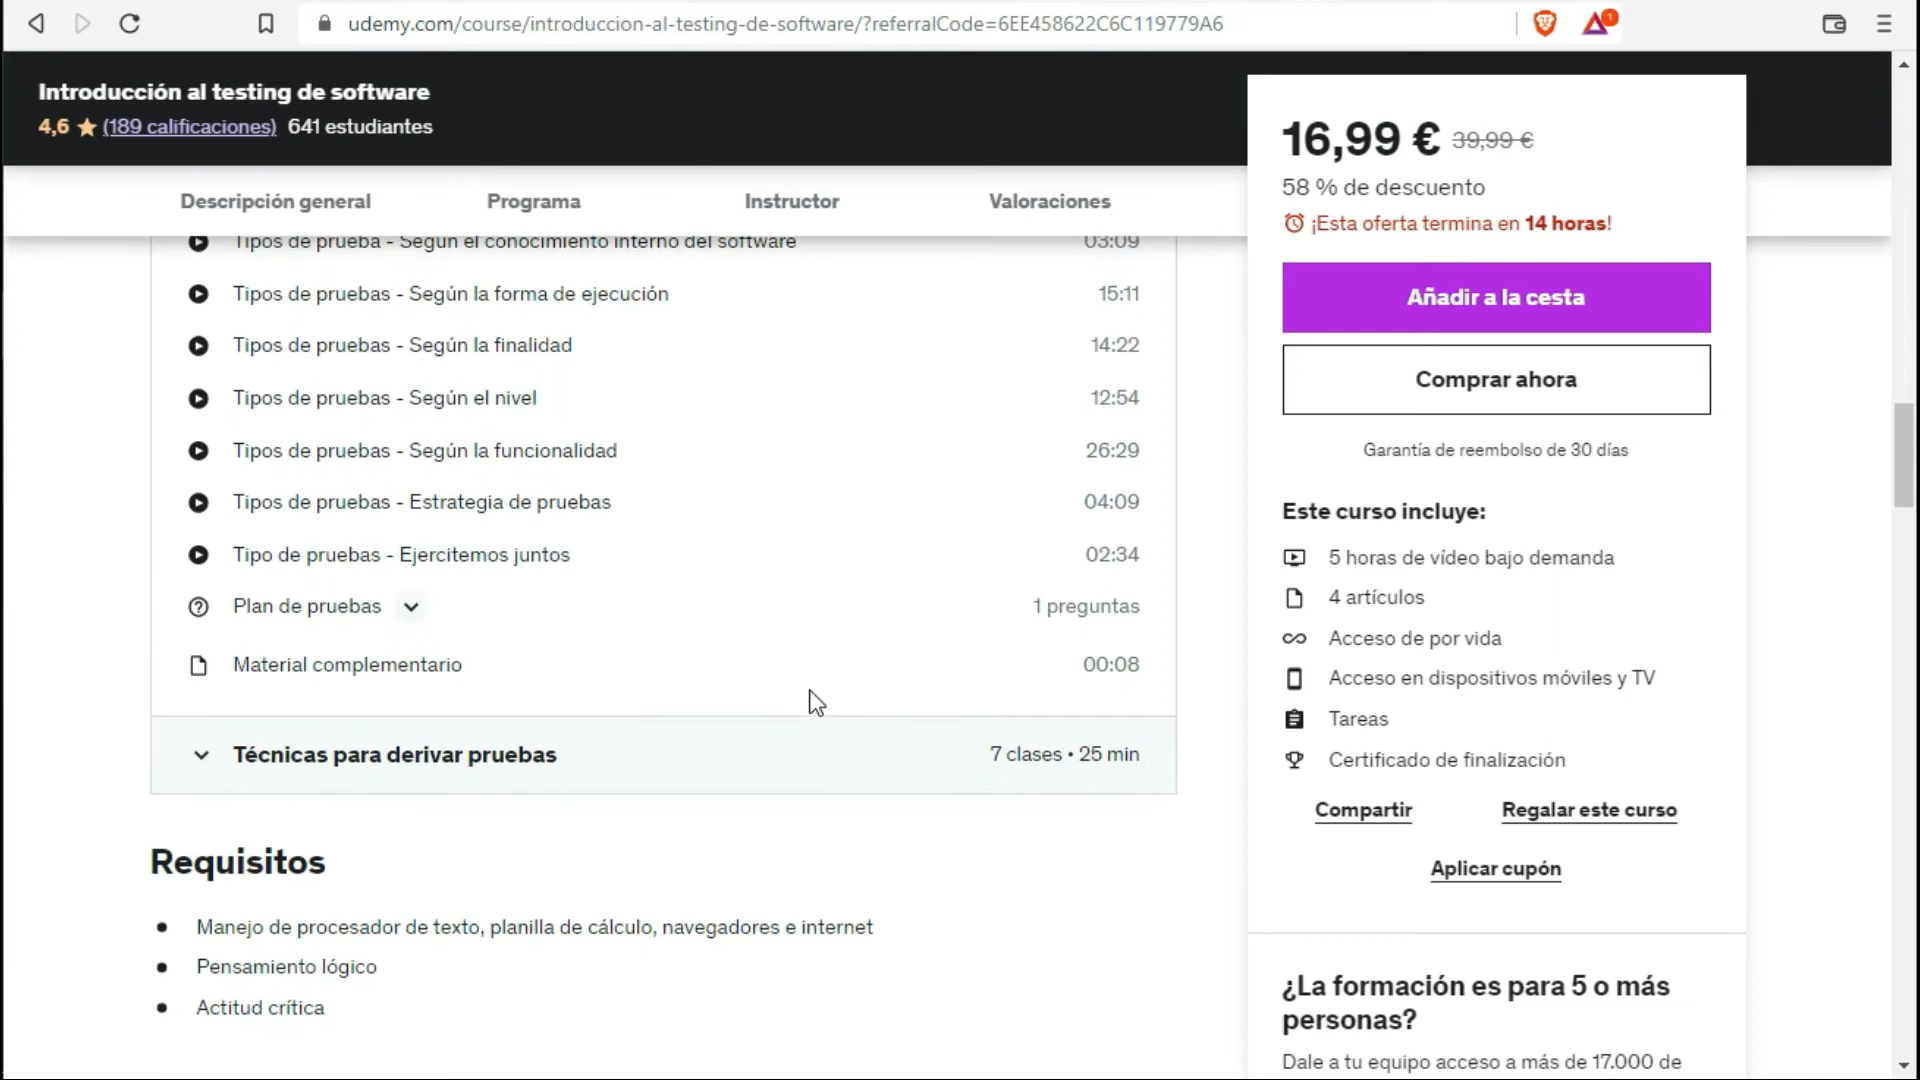 udemy.com/course/introduccion-al-testing-de-software/?referralCode=6EE458622C6C119779A6
1
Introducción al testing de software
4,6 (189 calificaciones) 641 estudiantes
Descripción general Programa Instructor Valoraciones
Tipos de prueba - Según el conocimiento interno del software 03:09
Tipos de pruebas - Según la forma de ejecución 15:11
Tipos de pruebas - Según la finalidad 14:22
Tipos de pruebas - Según el nivel 12:54
Tipos de pruebas - Según la funcionalidad 26:29
Tipos de pruebas - Estrategia de pruebas 04:09
Tipo de pruebas - Ejercitemos juntos 02:34
Plan de pruebas 1 preguntas
Material complementario 00:08
Técnicas para derivar pruebas 7 clases • 25 min
Requisitos
Manejo de procesador de texto, planilla de cálculo, navegadores e internet
Pensamiento lógico
Actitud crítica
16,99 € 39,99 €
58 % de descuento
¡Esta oferta termina en 14 horas!
Añadir a la cesta
Comprar ahora
Garantía de reembolso de 30 días
Este curso incluye:
5 horas de vídeo bajo demanda
4 artículos
Acceso de por vida
Acceso en dispositivos móviles y TV
Tareas
Certificado de finalización
Compartir Regalar este curso
Aplicar cupón
¿La formación es para 5 o más
personas?
Dale a tu equipo acceso a más de 17.000 de